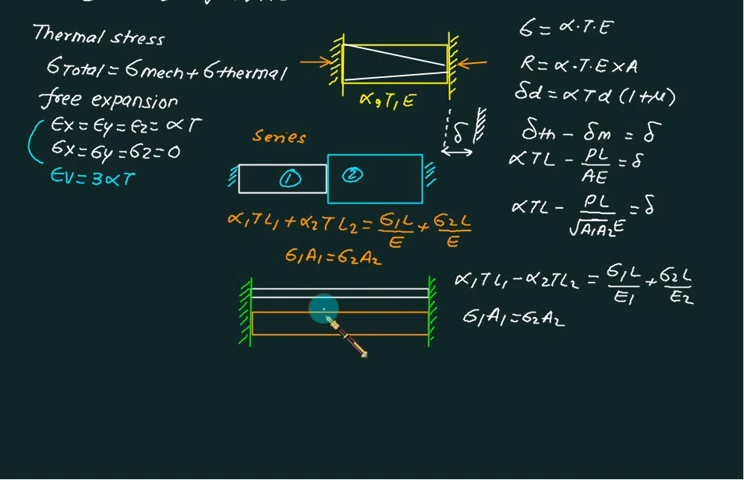 Thermal stress
σTotal = σmech + σthermal
free expansion
εx = εy = εz = αT
σx = σy = σz = 0
εv = 3αT
α, T, E
series
δ
① ②
α₁TL₁ + α₂TL₂ = σ₁L/E + σ₂L/E
σ₁A₁ = σ₂A₂
σ = α·T·E
R = α·T·E×A
δd = αTd(1+μ)
δth - δm = δ
αTL - PL/AE = δ
αTL - PL/√A₁A₂E = δ
α₁TL₁ - α₂TL₂ = σ₁L/E₁ + σ₂L/E₂
σ₁A₁ = σ₂A₂